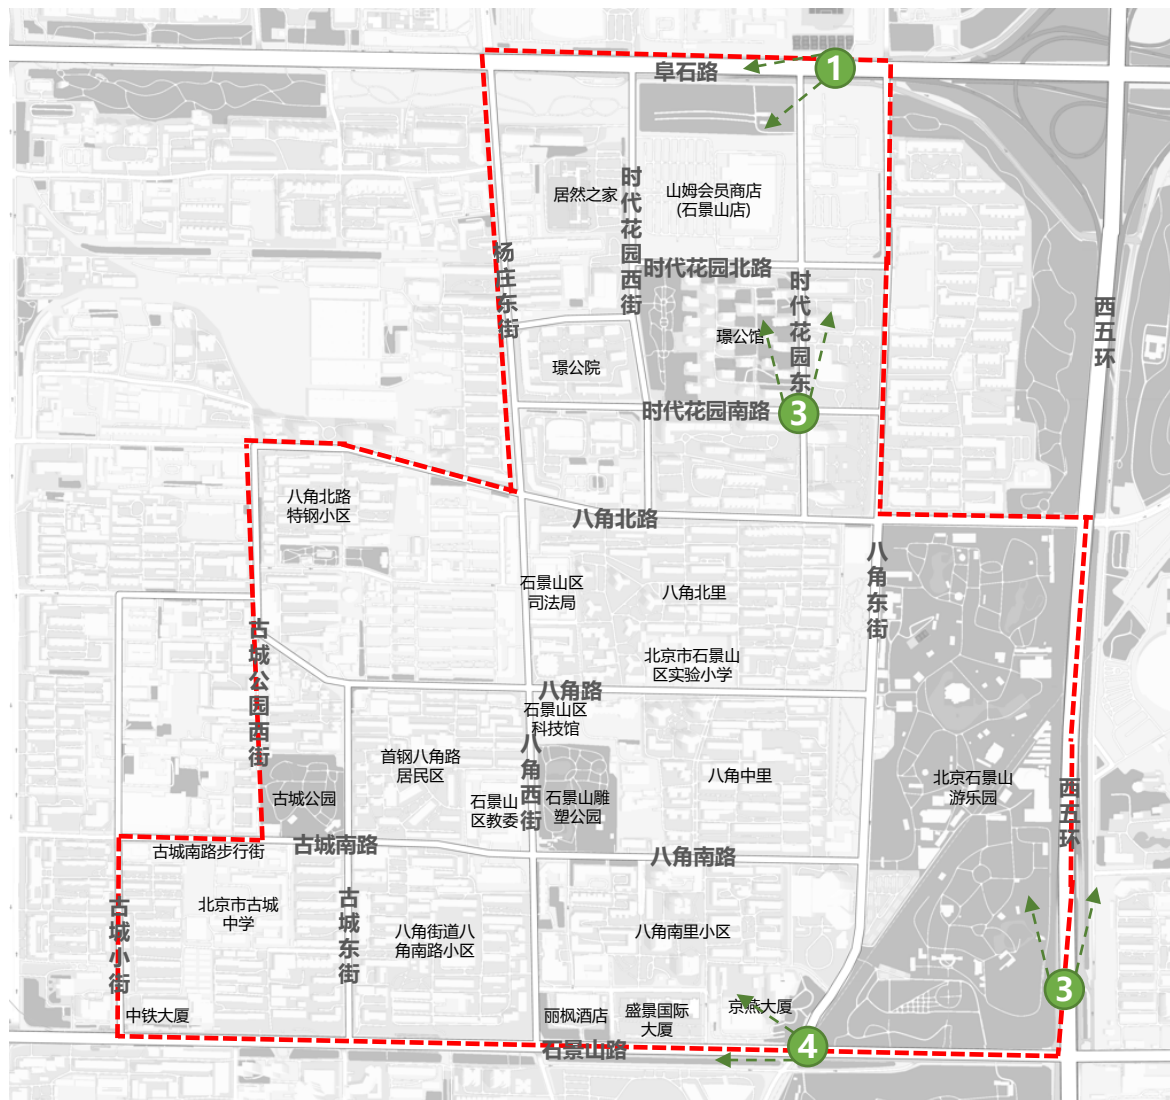 1
阜石路
时代花园西街
居然之家
山姆会员商店
(石景山店)
杨庄东街
时代花园北路
时代花园东
西五环
璟公馆
璟公院
时代花园南路
3
八角北路
特钢小区
八角北路
八角东街
石景山区
司法局
八角北里
古城公园西街
北京市石景山
区实验小学
八角路
石景山区
科技馆
八角西街
首钢八角路
居民区
八角中里
北京石景山
游乐园
古城公园
石景山
区教委
石景山雕
塑公园
西五环
古城南路
古城南路步行街
八角南路
古城小街
北京市古城
中学
古城东街
八角街道八
角南路小区
八角南里小区
3
中铁大厦
丽枫酒店
盛景国际
大厦
京燕大厦
石景山路
4